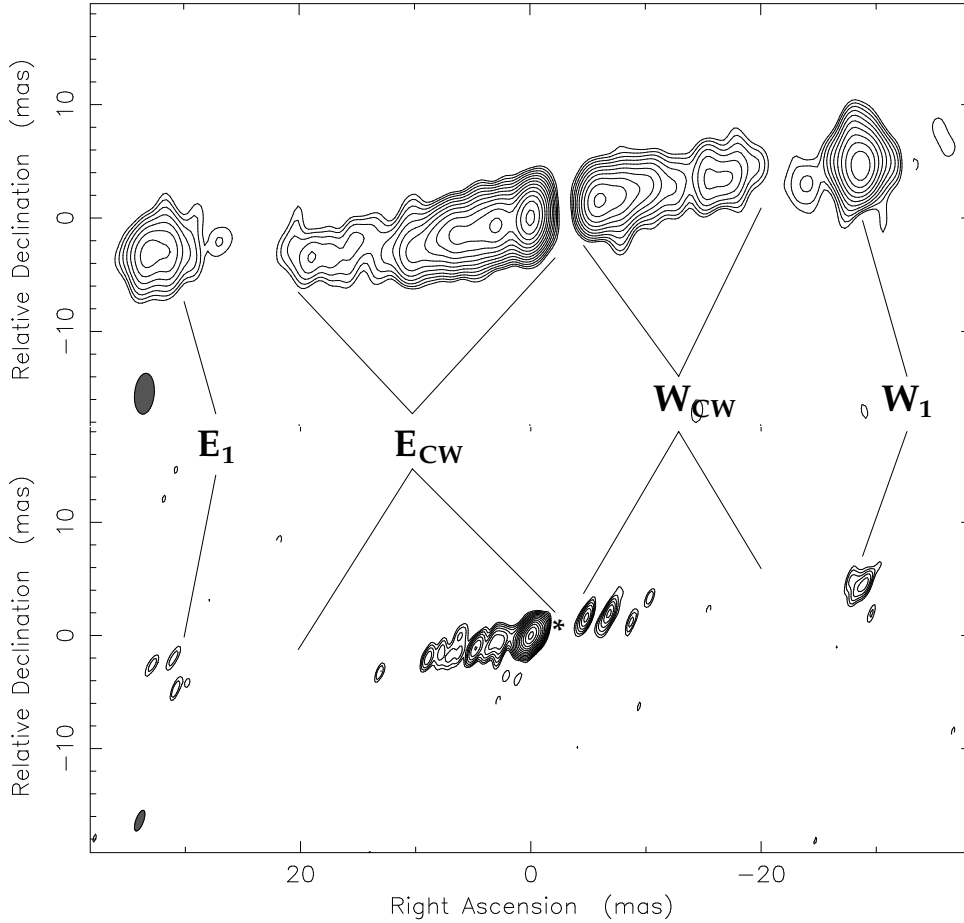 Relative Declination (mas)
10
0
−10
E1
ECW
WCW
W1
Relative Declination (mas)
10
0
−10
*
20
0
−20
Right Ascension (mas)